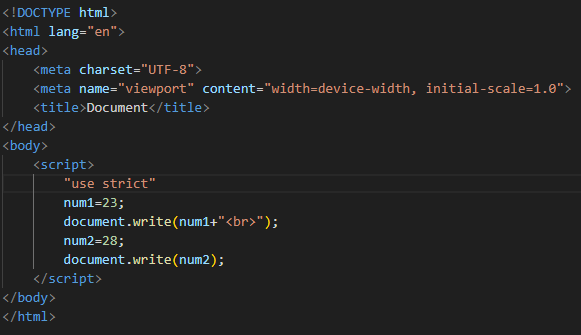 <!DOCTYPE html>
<html lang="en">
<head>
    <meta charset="UTF-8">
    <meta name="viewport" content="width=device-width, initial-scale=1.0">
    <title>Document</title>
</head>
<body>
    <script>
        "use strict"
        num1=23;
        document.write(num1+"<br>");
        num2=28;
        document.write(num2);
    </script>
</body>
</html>